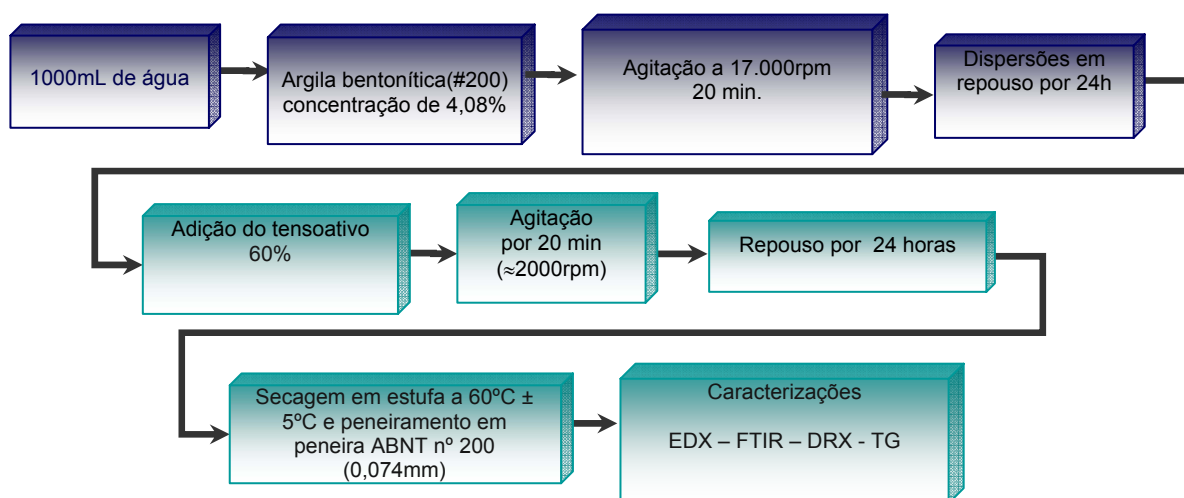 1000mL de água
Argila bentonítica(#200)
concentração de 4,08%
Agitação a 17.000rpm
20 min.
Dispersões em
repouso por 24h
Adição do tensoativo
60%
Agitação
por 20 min
(≈2000rpm)
Repouso por 24 horas
Secagem em estufa a 60ºC ±
5ºC e peneiramento em
peneira ABNT nº 200
(0,074mm)
Caracterizações
EDX – FTIR – DRX - TG